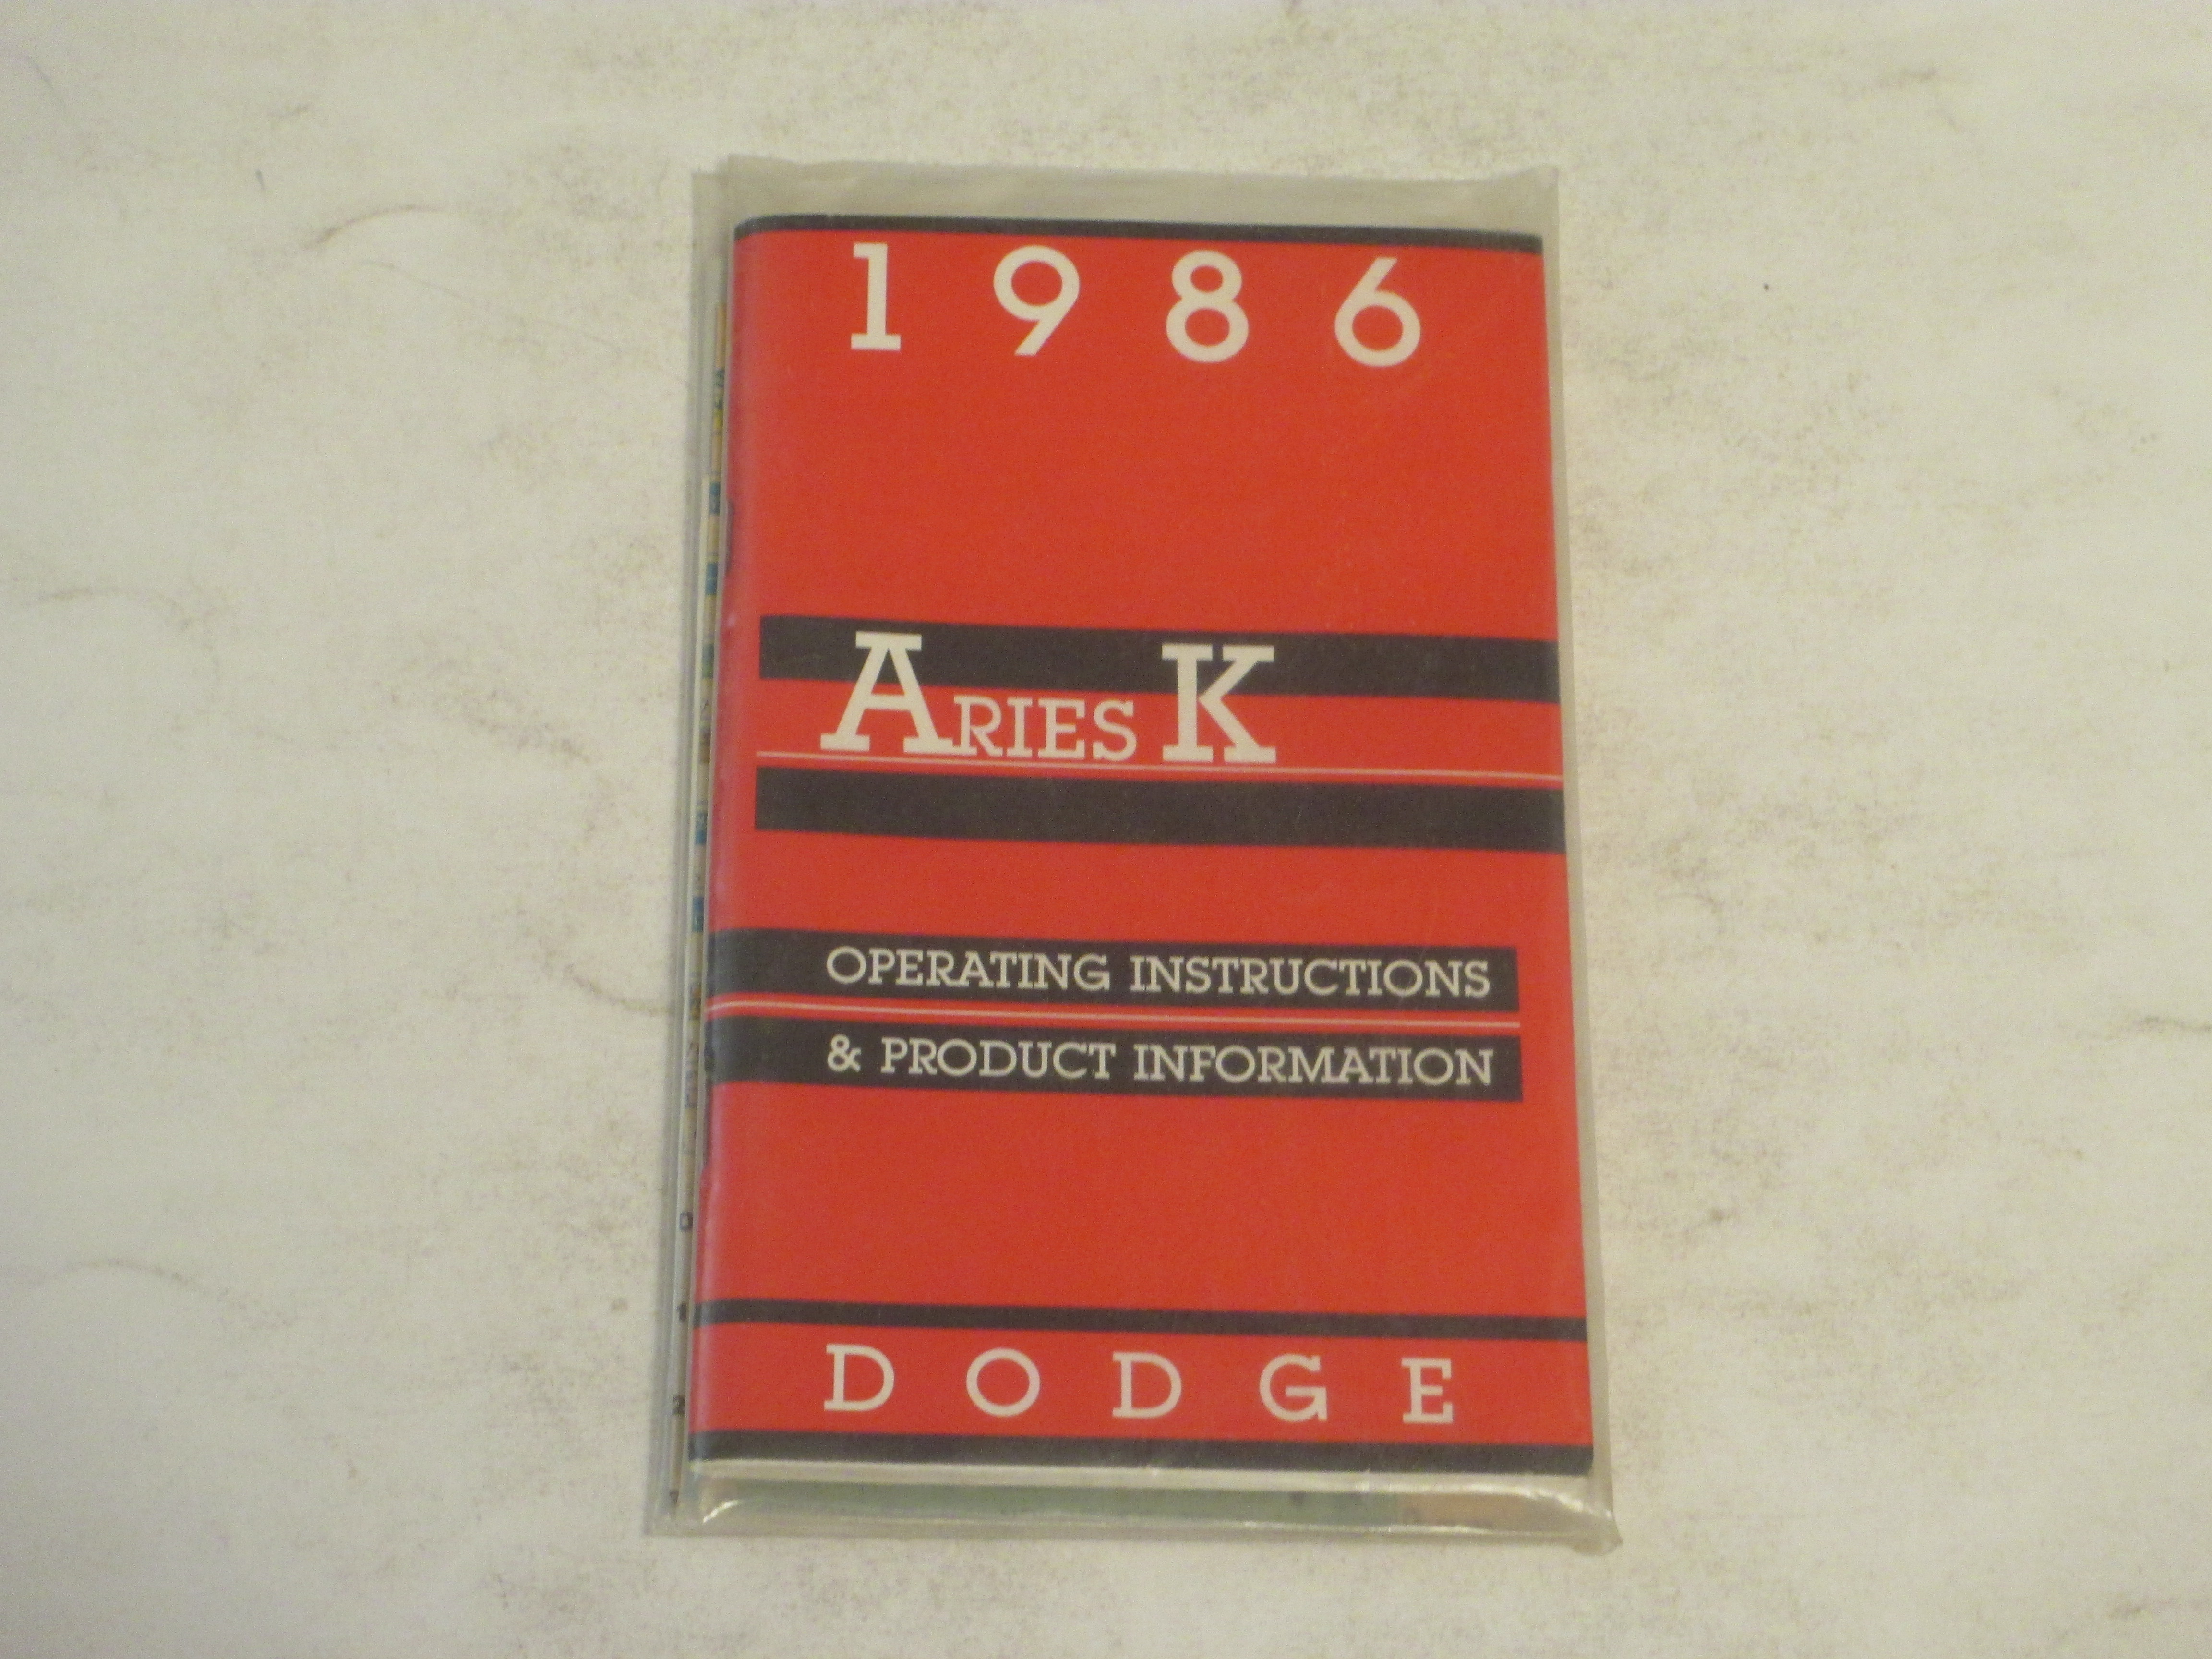 1986
ARIES K
OPERATING INSTRUCTIONS
& PRODUCT INFORMATION
DODGE